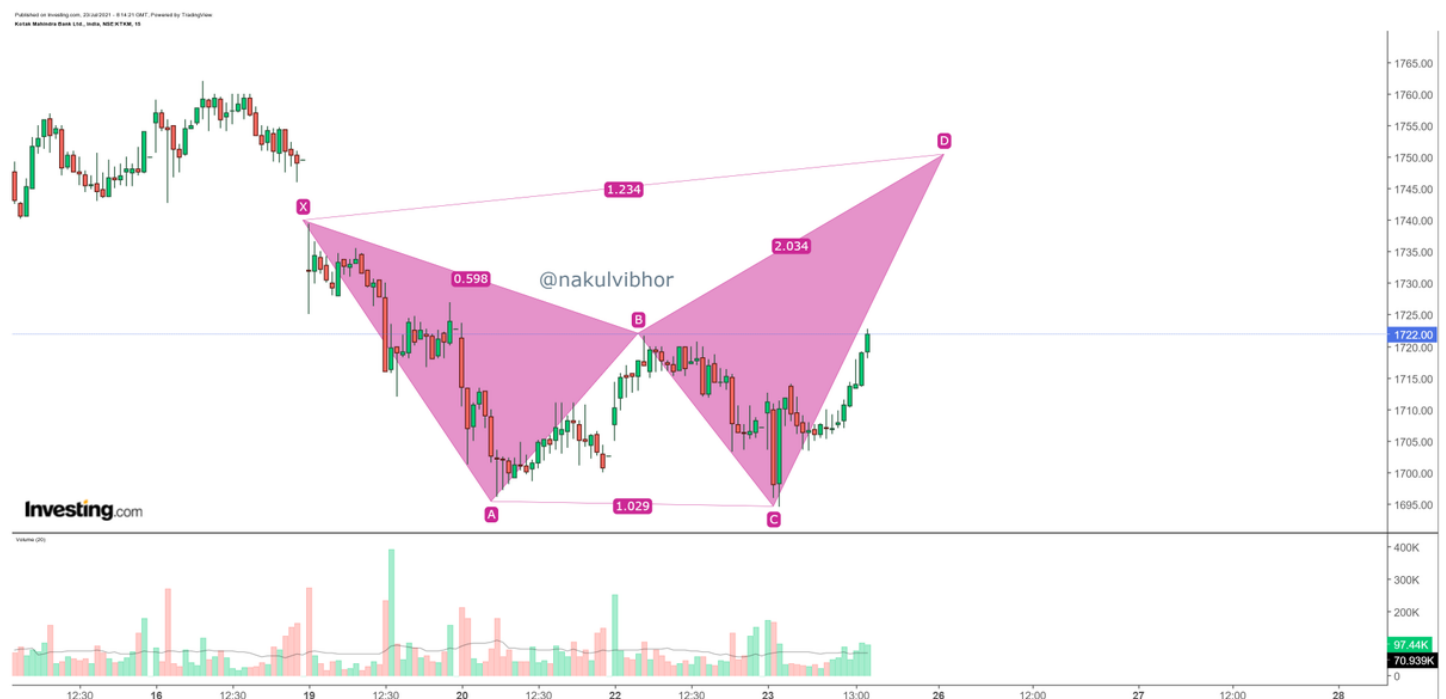 Published on Investing.com, 23/Jul/2021 - 8:14:21 GMT, Powered by TradingView.
Kotak Mahindra Bank Ltd., India, NSE:KTKM, 15
1765.00
1760.00
1755.00
D
1750.00
1.234
1745.00
X
1740.00
2.034
1735.00
0.598
@nakulvibhor
1730.00
1725.00
B
1722.00
1720.00
1715.00
1710.00
1705.00
1700.00
Investing.com
A
1.029
C
1695.00
Volume (20)
400K
300K
200K
97.44K
70.939K
0
12:30 16 12:30 19 12:30 20 12:30 22 12:30 23 13:00 26 12:00 27 12:00 28